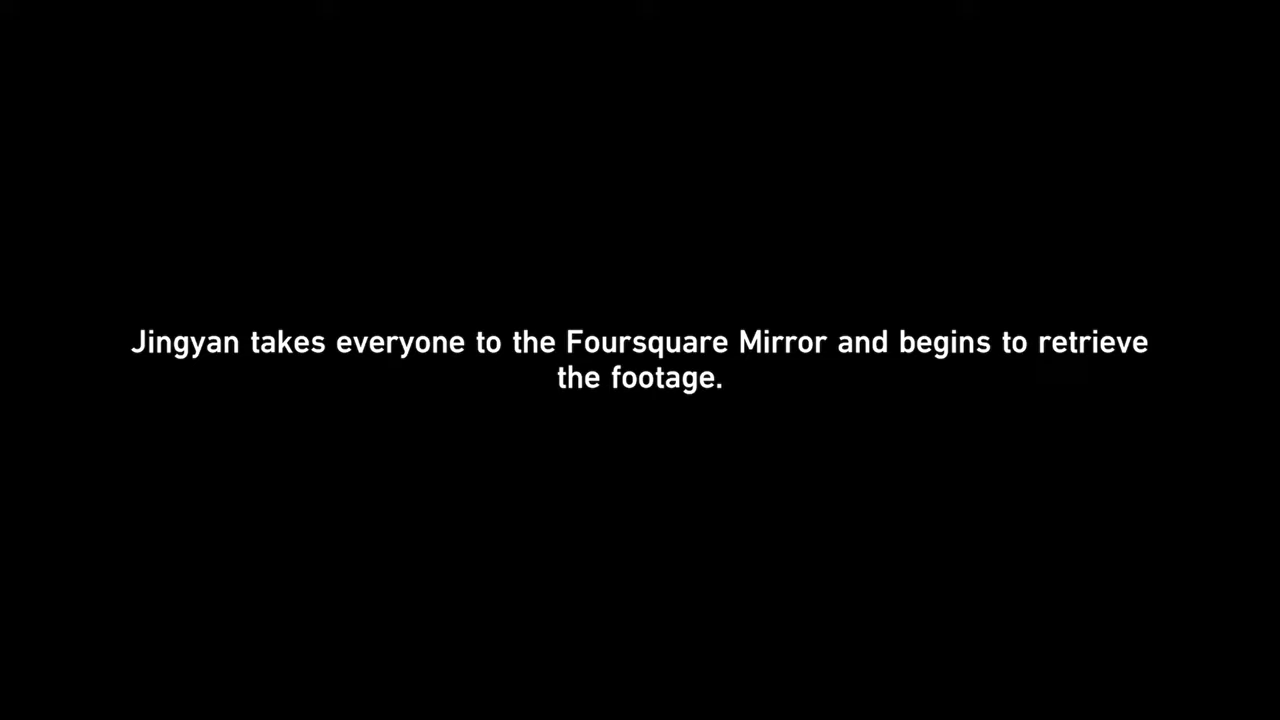 Jingyan takes everyone to the Foursquare Mirror and begins to retrieve
the footage.